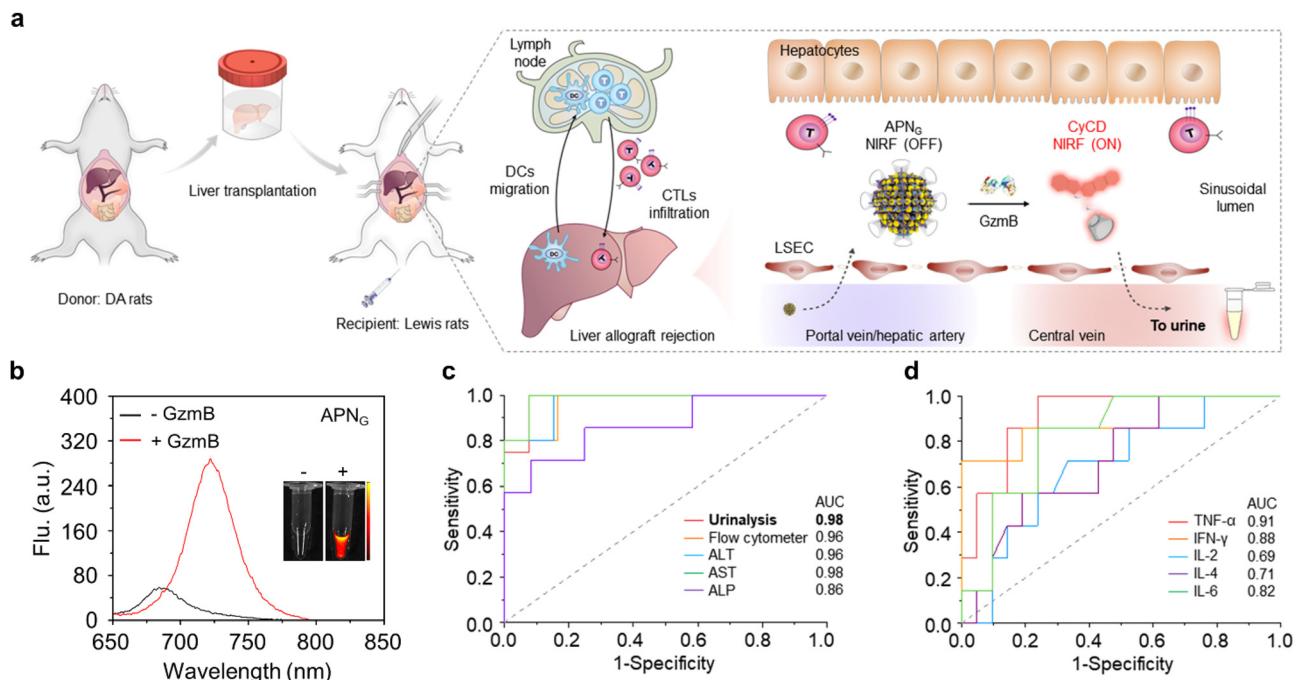 a
Liver transplantation
Donor: DA rats
Recipient: Lewis rats
Lymph
node
DC
T
T
T
DCs
migration
T
T
T
CTLs
infiltration
DC
T
Liver allograft rejection
Hepatocytes
T
APNG
NIRF (OFF)
GzmB
CyCD
NIRF (ON)
T
Sinusoidal
lumen
LSEC
Portal vein/hepatic artery
Central vein
To urine
b
Flu. (a.u.)
400
320
240
160
80
0
- GzmB
+ GzmB
APNG
- +
650 700 750 800 850
Wavelength (nm)
c
Sensitivity
1.0
0.8
0.6
0.4
0.2
0.0
AUC
Urinalysis 0.98
Flow cytometer 0.96
ALT 0.96
AST 0.98
ALP 0.86
0.0 0.2 0.4 0.6 0.8 1.0
1-Specificity
d
Sensitivity
1.0
0.8
0.6
0.4
0.2
0.0
AUC
TNF-α 0.91
IFN-γ 0.88
IL-2 0.69
IL-4 0.71
IL-6 0.82
0.0 0.2 0.4 0.6 0.8 1.0
1-Specificity